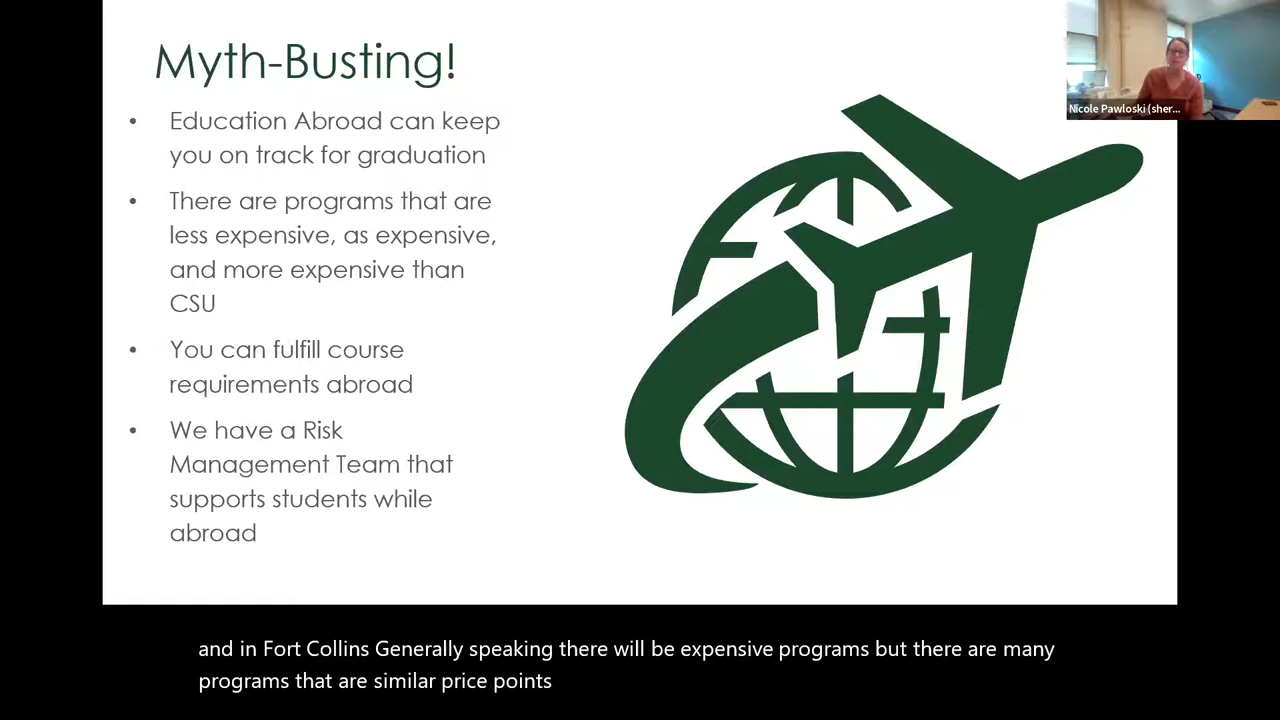 Myth-Busting!
• Education Abroad can keep
you on track for graduation
• There are programs that are
less expensive, as expensive,
and more expensive than
CSU
• You can fulfill course
requirements abroad
• We have a Risk
Management Team that
supports students while
abroad
Nicole Pawloski (sher...
and in Fort Collins Generally speaking there will be expensive programs but there are many
programs that are similar price points